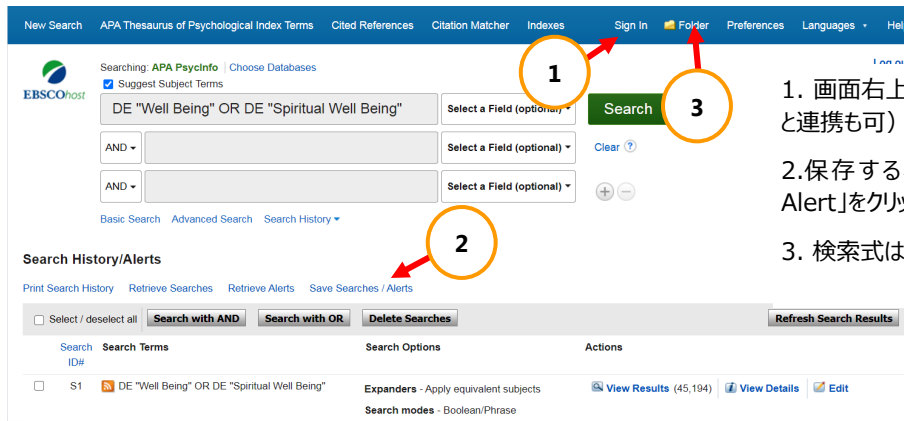 New Search APA Thesaurus of Psychological Index Terms Cited References Citation Matcher Indexes Sign In Folder Preferences Languages
Searching: APA PsycInfo Choose Databases
Suggest Subject Terms
EBSCOhost
DE "Well Being" OR DE "Spiritual Well Being" Select a Field (optional) Search
AND Select a Field (optional) Clear ?
AND Select a Field (optional)
Basic Search Advanced Search Search History
1
2
3
1. 画面右上
と連携も可)
2.保存する
Alert」をクリッ
3. 検索式は
Search History/Alerts
Print Search History Retrieve Searches Retrieve Alerts Save Searches / Alerts
Select / deselect all Search with AND Search with OR Delete Searches Refresh Search Results
Search ID# Search Terms Search Options Actions
S1 DE "Well Being" OR DE "Spiritual Well Being" Expanders - Apply equivalent subjects View Results (45,194) View Details Edit
Search modes - Boolean/Phrase